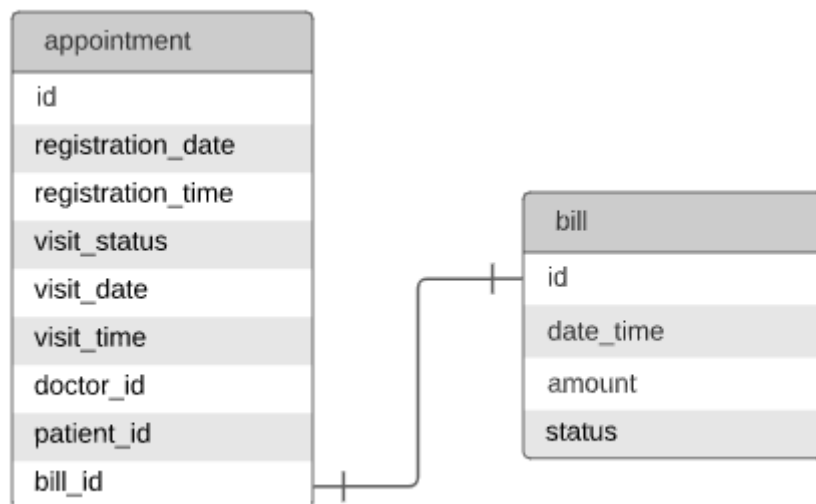 appointment
id
registration_date
registration_time
visit_status
visit_date
visit_time
doctor_id
patient_id
bill_id
bill
id
date_time
amount
status